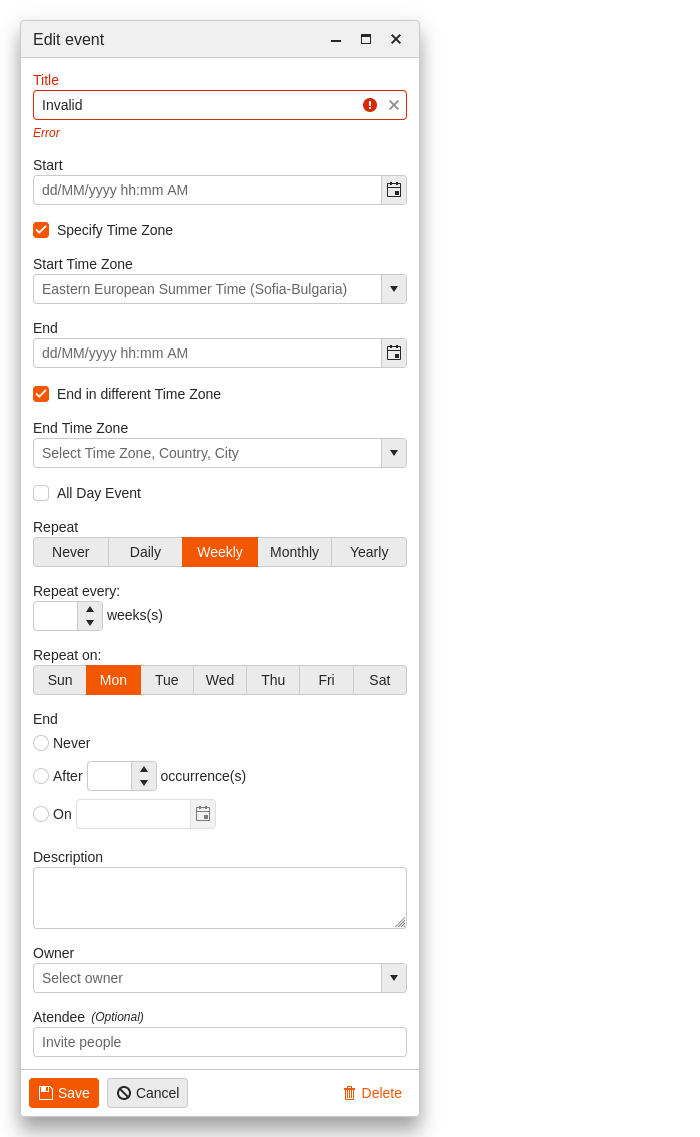 Edit event
Title
Invalid
Error
Start
dd/MM/yyyy hh:mm AM
Specify Time Zone
Start Time Zone
Eastern European Summer Time (Sofia-Bulgaria)
End
dd/MM/yyyy hh:mm AM
End in different Time Zone
End Time Zone
Select Time Zone, Country, City
All Day Event
Repeat
Never Daily Weekly Monthly Yearly
Repeat every:
weeks(s)
Repeat on:
Sun Mon Tue Wed Thu Fri Sat
End
Never
After occurrence(s)
On
Description
Owner
Select owner
Atendee (Optional)
Invite people
Save Cancel Delete